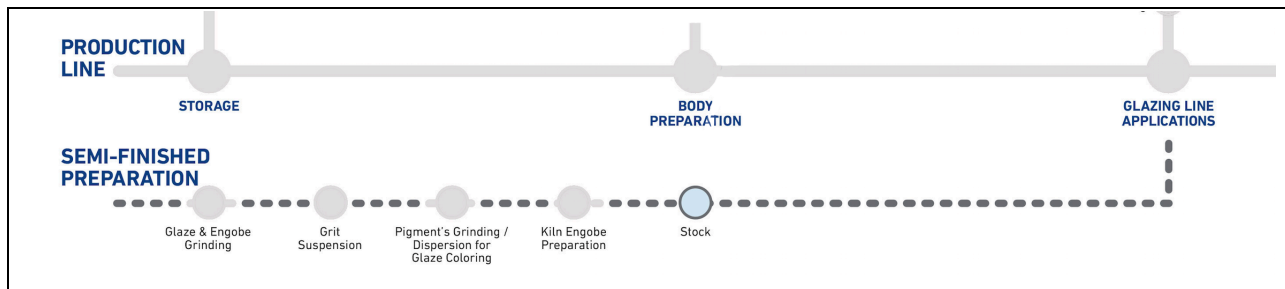 PRODUCTION
LINE
STORAGE
BODY
PREPARATION
GLAZING LINE
APPLICATIONS
SEMI-FINISHED
PREPARATION
Glaze & Engobe
Grinding
Grit
Suspension
Pigment's Grinding /
Dispersion for
Glaze Coloring
Kiln Engobe
Preparation
Stock